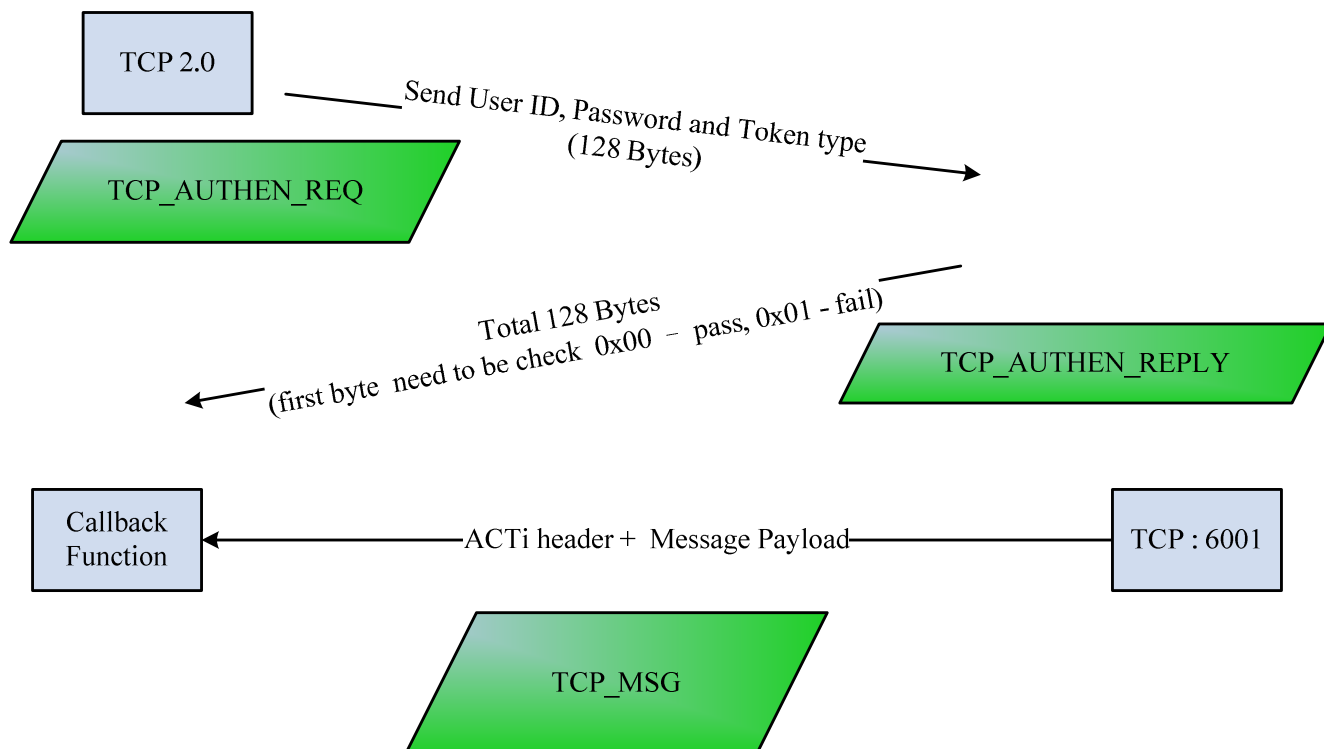 TCP 2.0
Send User ID, Password and Token type
(128 Bytes)
TCP_AUTHEN_REQ
Total 128 Bytes
(first byte need to be check 0x00 – pass, 0x01 - fail)
TCP_AUTHEN_REPLY
Callback
Function
ACTi header + Message Payload
TCP : 6001
TCP_MSG